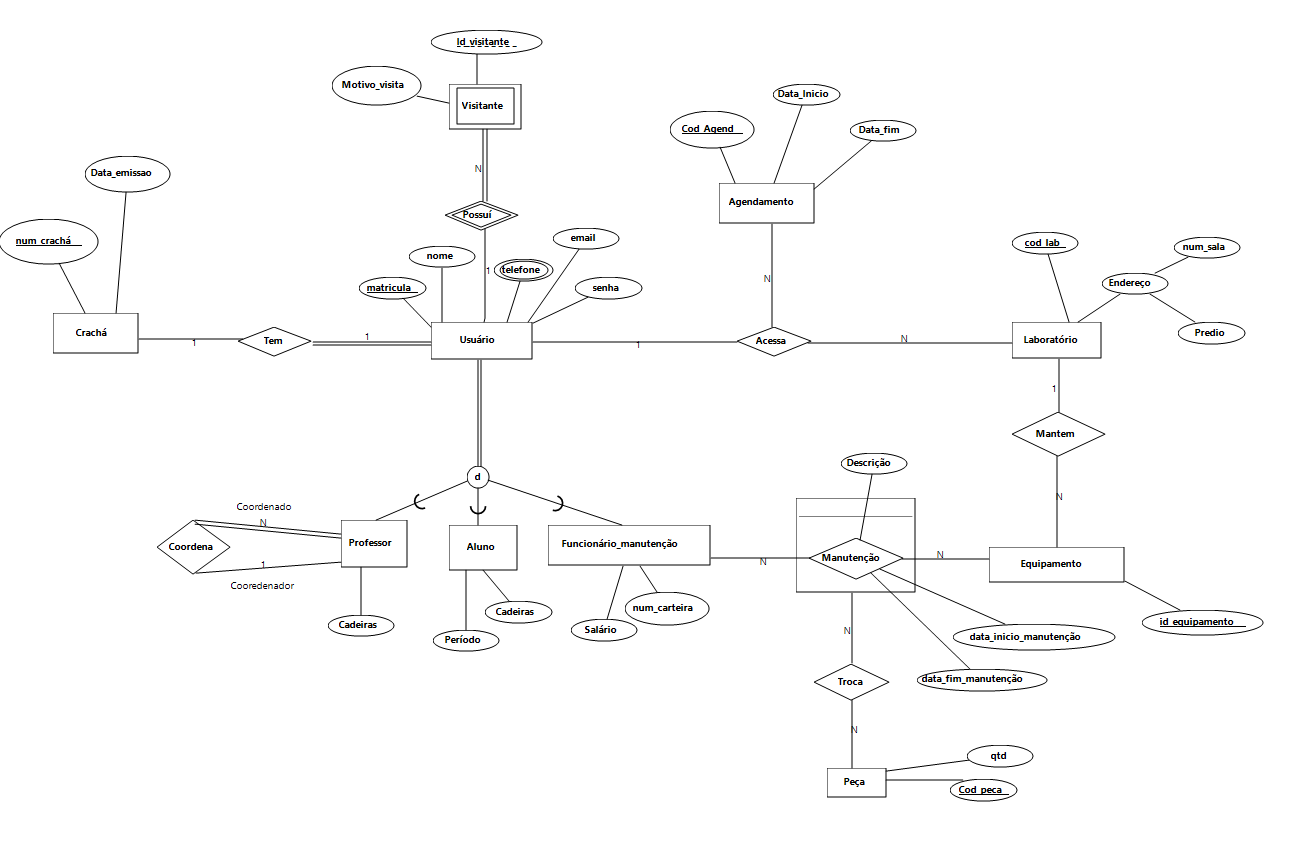 Id_visitante
Motivo_visita
Visitante
Data_Inicio
Cod_Agend
Data_fim
N
Data_emissao
Possuí
Agendamento
num_crachá
nome
1
telefone
email
matricula
senha
N
cod_lab
num_sala
Endereço
Predio
Crachá
1
Tem
1
Usuário
1
Acessa
N
Laboratório
1
Mantem
d
Descrição
N
Coordenado
N
Coordena
1
Cooredenador
Professor
Aluno
Funcionário_manutenção
N
Manutenção
N
Equipamento
Cadeiras
Período
Cadeiras
Salário
num_carteira
N
data_inicio_manutenção
id_equipamento
data_fim_manutenção
Troca
N
Peça
qtd
Cod_peca